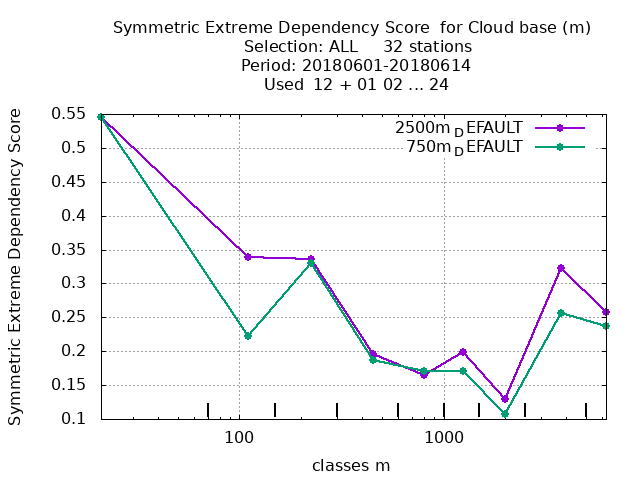 Symmetric Extreme Dependency Score  for Cloud base (m)
Selection: ALL     32 stations
Period: 20180601-20180614
Used  12 + 01 02 ... 24
Symmetric Extreme Dependency Score
0.55
0.5
0.45
0.4
0.35
0.3
0.25
0.2
0.15
0.1
2500m_DEFAULT
750m_DEFAULT
100
1000
classes m